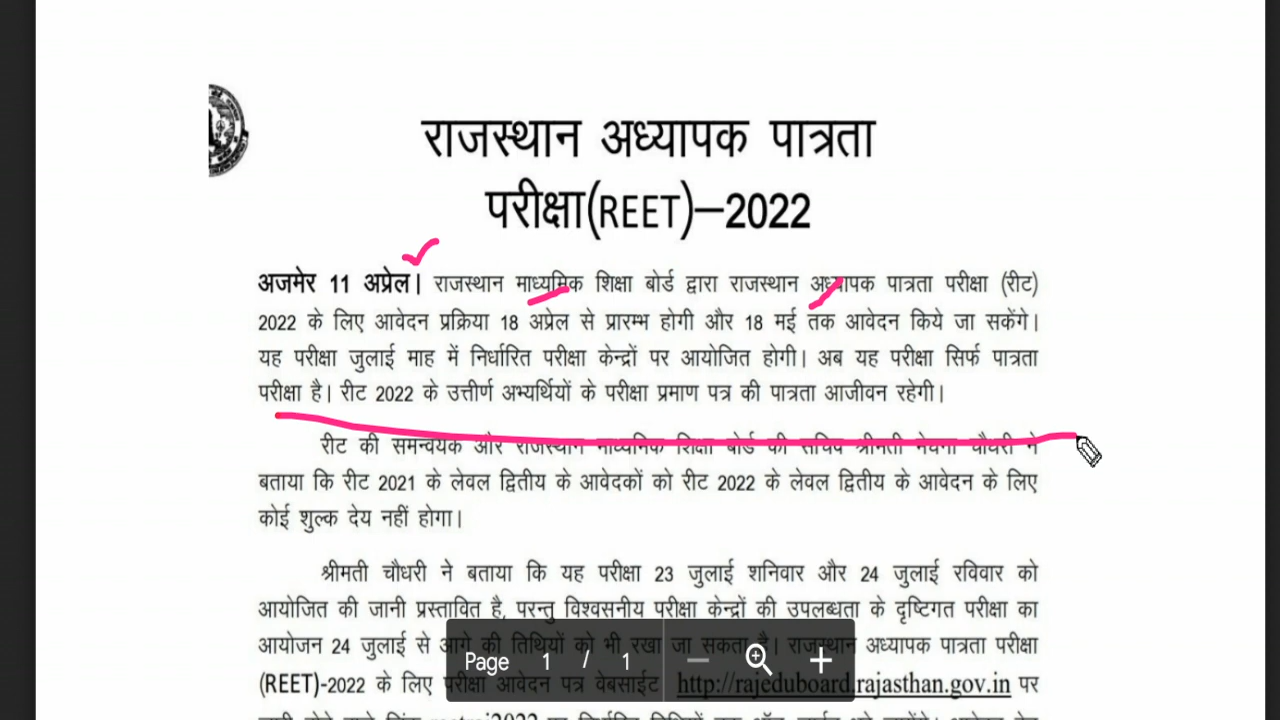 राजस्थान अध्यापक पात्रता
परीक्षा(REET)–2022
अजमेर 11 अप्रेल। राजस्थान माध्यमिक शिक्षा बोर्ड द्वारा राजस्थान अध्यापक पात्रता परीक्षा (रीट)
2022 के लिए आवेदन प्रक्रिया 18 अप्रेल से प्रारम्भ होगी और 18 मई तक आवेदन किये जा सकेंगे।
यह परीक्षा जुलाई माह में निर्धारित परीक्षा केन्द्रों पर आयोजित होगी। अब यह परीक्षा सिर्फ पात्रता
परीक्षा है। रीट 2022 के उत्तीर्ण अभ्यर्थियों के परीक्षा प्रमाण पत्र की पात्रता आजीवन रहेगी।
रीट की समन्वयक और राजस्थान माध्यमिक शिक्षा बोर्ड की सचिव श्रीमती मेघना चौधरी ने
बताया कि रीट 2021 के लेवल द्वितीय के आवेदकों को रीट 2022 के लेवल द्वितीय के आवेदन के लिए
कोई शुल्क देय नहीं होगा।
श्रीमती चौधरी ने बताया कि यह परीक्षा 23 जुलाई शनिवार और 24 जुलाई रविवार को
आयोजित की जानी प्रस्तावित है, परन्तु विश्वसनीय परीक्षा केन्द्रों की उपलब्धता के दृष्टिगत परीक्षा का
आयोजन 24 जुलाई से आगे की तिथियों को भी रखा जा सकता है। राजस्थान अध्यापक पात्रता परीक्षा
Page 1 / 1
(REET)-2022 के लिए परीक्षा आवेदन पत्र वेबसाईट http://rajeduboard.rajasthan.gov.in पर